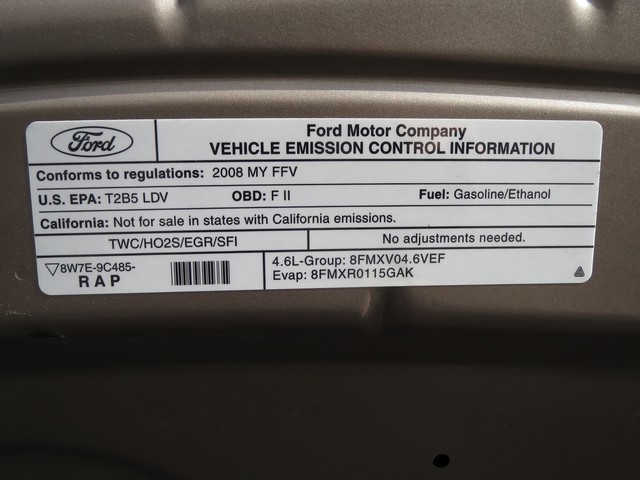 Ford
Ford Motor Company
VEHICLE EMISSION CONTROL INFORMATION
Conforms to regulations: 2008 MY FFV
U.S. EPA: T2B5 LDV OBD: F II Fuel: Gasoline/Ethanol
California: Not for sale in states with California emissions.
TWC/HO2S/EGR/SFI No adjustments needed.
▽8W7E-9C485-
R A P
4.6L-Group: 8FMXV04.6VEF
Evap: 8FMXR0115GAK